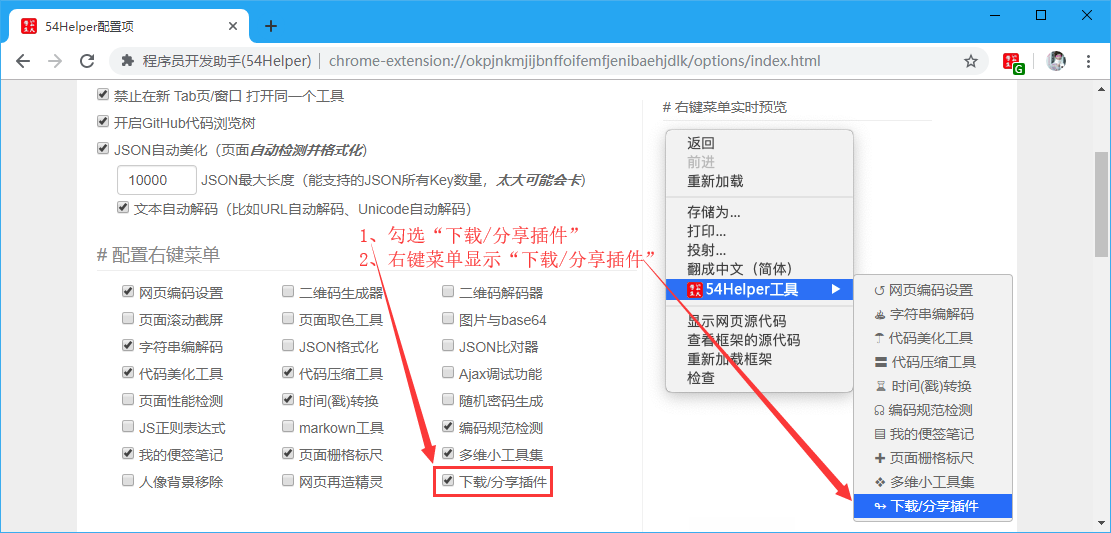 54Helper配置项
程序员开发助手(54Helper) | chrome-extension://okpjnkmjijbnffoifemfjenibaehjdlk/options/index.html
禁止在新 Tab页/窗口 打开同一个工具
开启GitHub代码浏览树
JSON自动美化（页面自动检测并格式化）
10000 JSON最大长度（能支持的JSON所有Key数量，太大可能会卡）
文本自动解码（比如URL自动解码、Unicode自动解码）
1、勾选“下载/分享插件”
2、右键菜单显示“下载/分享插件”
# 配置右键菜单
网页编码设置 二维码生成器 二维码解码器
页面滚动截屏 页面取色工具 图片与base64
字符串编解码 JSON格式化 JSON比对器
代码美化工具 代码压缩工具 Ajax调试功能
页面性能检测 时间(戳)转换 随机密码生成
JS正则表达式 markown工具 编码规范检测
我的便签笔记 页面栅格标尺 多维小工具集
人像背景移除 网页再造精灵 下载/分享插件
# 右键菜单实时预览
返回
前进
重新加载
存储为...
打印...
投射...
翻成中文（简体）
54Helper工具
显示网页源代码
查看框架的源代码
重新加载框架
检查
网页编码设置
字符串编解码
代码美化工具
代码压缩工具
时间(戳)转换
编码规范检测
我的便签笔记
页面栅格标尺
多维小工具集
下载/分享插件